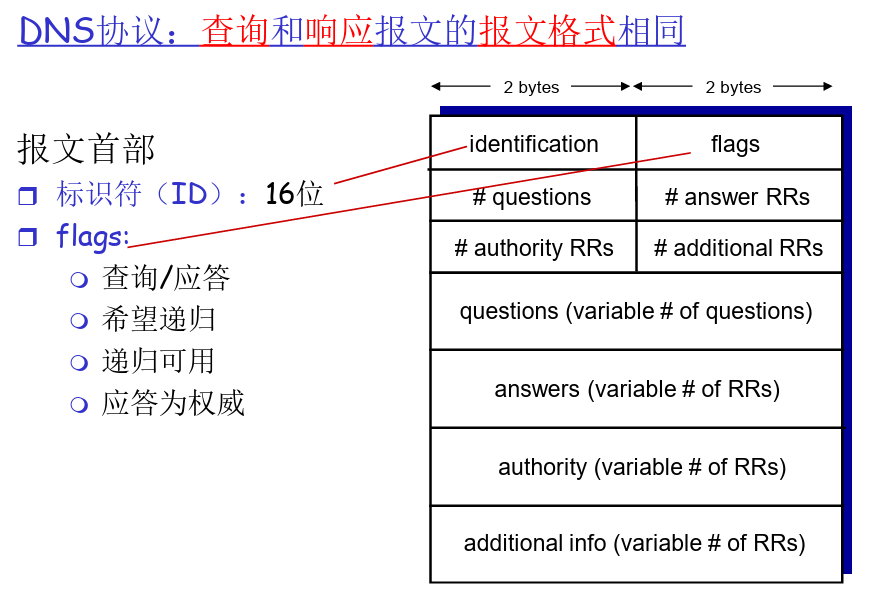 DNS协议：查询和响应报文的报文格式相同
报文首部
标识符（ID）：16位
flags:
查询/应答
希望递归
递归可用
应答为权威
2 bytes 2 bytes
identification flags
# questions # answer RRs
# authority RRs # additional RRs
questions (variable # of questions)
answers (variable # of RRs)
authority (variable # of RRs)
additional info (variable # of RRs)